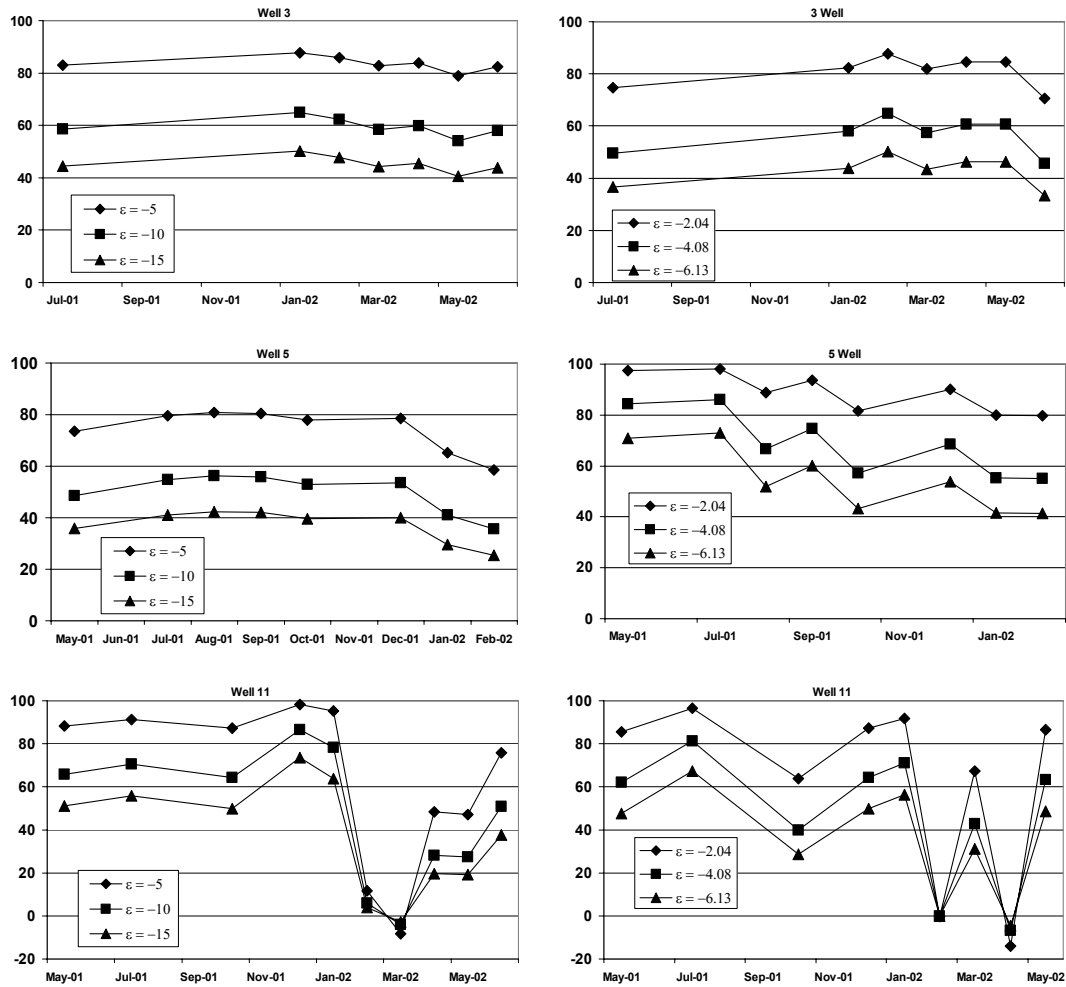 Well 3
100
80
60
40
20
0
ε = −5
ε = −10
ε = −15
Jul-01 Sep-01 Nov-01 Jan-02 Mar-02 May-02
3 Well
100
80
60
40
20
0
ε = −2.04
ε = −4.08
ε = −6.13
Jul-01 Sep-01 Nov-01 Jan-02 Mar-02 May-02
Well 5
100
80
60
40
20
0
ε = −5
ε = −10
ε = −15
May-01 Jun-01 Jul-01 Aug-01 Sep-01 Oct-01 Nov-01 Dec-01 Jan-02 Feb-02
5 Well
100
80
60
40
20
0
ε = −2.04
ε = −4.08
ε = −6.13
May-01 Jul-01 Sep-01 Nov-01 Jan-02
Well 11
100
80
60
40
20
0
-20
ε = −5
ε = −10
ε = −15
May-01 Jul-01 Sep-01 Nov-01 Jan-02 Mar-02 May-02
Well 11
100
80
60
40
20
0
-20
ε = −2.04
ε = −4.08
ε = −6.13
May-01 Jul-01 Sep-01 Nov-01 Jan-02 Mar-02 May-02